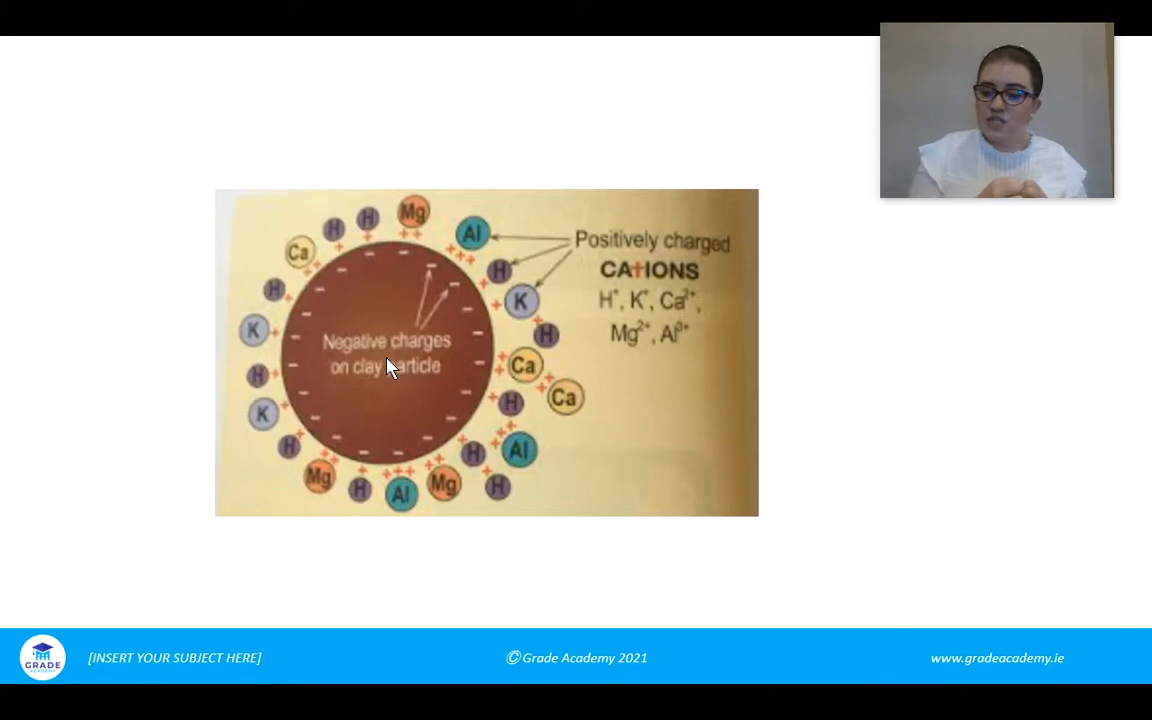 Mg
H
H
Al
Ca
Positively charged
H
CATIONS
H
K
H⁺, K⁺, Ca²⁺,
K
H
Mg²⁺, Al³⁺
Negative charges
on clay particle
Ca
H
Ca
H
K
H
Al
H
Mg
H
Al
Mg
H
H
GRADE
ACADEMY
[INSERT YOUR SUBJECT HERE]
©Grade Academy 2021
www.gradeacademy.ie